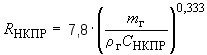 R_НКПР = 7,8 · (m_г / (ρ_г C_НКПР))^0,333